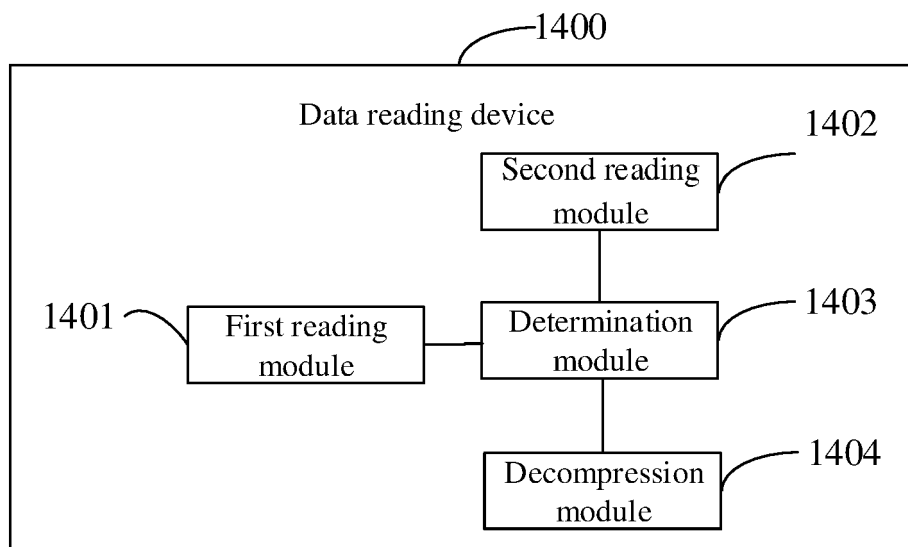 1400
Data reading device
1402
Second reading
module
1401
First reading
module
Determination
module
1403
Decompression
module
1404